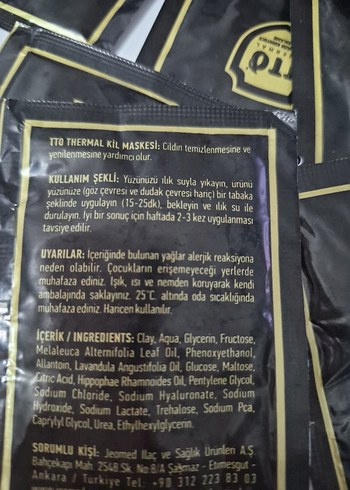 TTO
TTO THERMAL KİL MASKESİ: Cildin temizlenmesine ve
yenilenmesine yardımcı olur.
KULLANIM ŞEKLİ: Yüzünüzü ılık suyla yıkayın, ürünü
yüzünüze (göz çevresi ve dudak çevresi hariç) bir tabaka
şeklinde uygulayın (15-25dk), bekleyin ve ılık su ile
durulayın. İyi bir sonuç için haftada 2-3 kez uygulanması
tavsiye edilir.
UYARILAR: İçeriğinde bulunan yağlar alerjik reaksiyona
neden olabilir. Çocukların erişemeyeceği yerlerde
muhafaza ediniz. Işık, ısı ve nemden koruyarak kendi
ambalajında saklayınız. 25°C altında oda sıcaklığında
muhafaza ediniz. Haricen kullanılır.
İÇERİK / INGREDIENTS: Clay, Aqua, Glycerin, Fructose,
Melaleuca Alternifolia Leaf Oil, Phenoxyethanol,
Allantoin, Lavandula Angustifolia Oil, Glucose, Maltose,
Citric Acid, Hippophae Rhamnoides Oil, Pentylene Glycol,
Sodium Chloride, Sodium Hyaluronate, Sodium
Hydroxide, Sodium Lactate, Trehalose, Sodium Pca,
Caprylyl Glycol, Urea, Ethylhexylglycerin.
SORUMLU KİŞİ: Jeomed İlaç ve Sağlık Ürünleri A.Ş.
Bahçekapı Mah. 2548 Sk. No:8/A Şaşmaz - Etimesgut -
Ankara / Türkiye Tel: +90 312 223 83 03